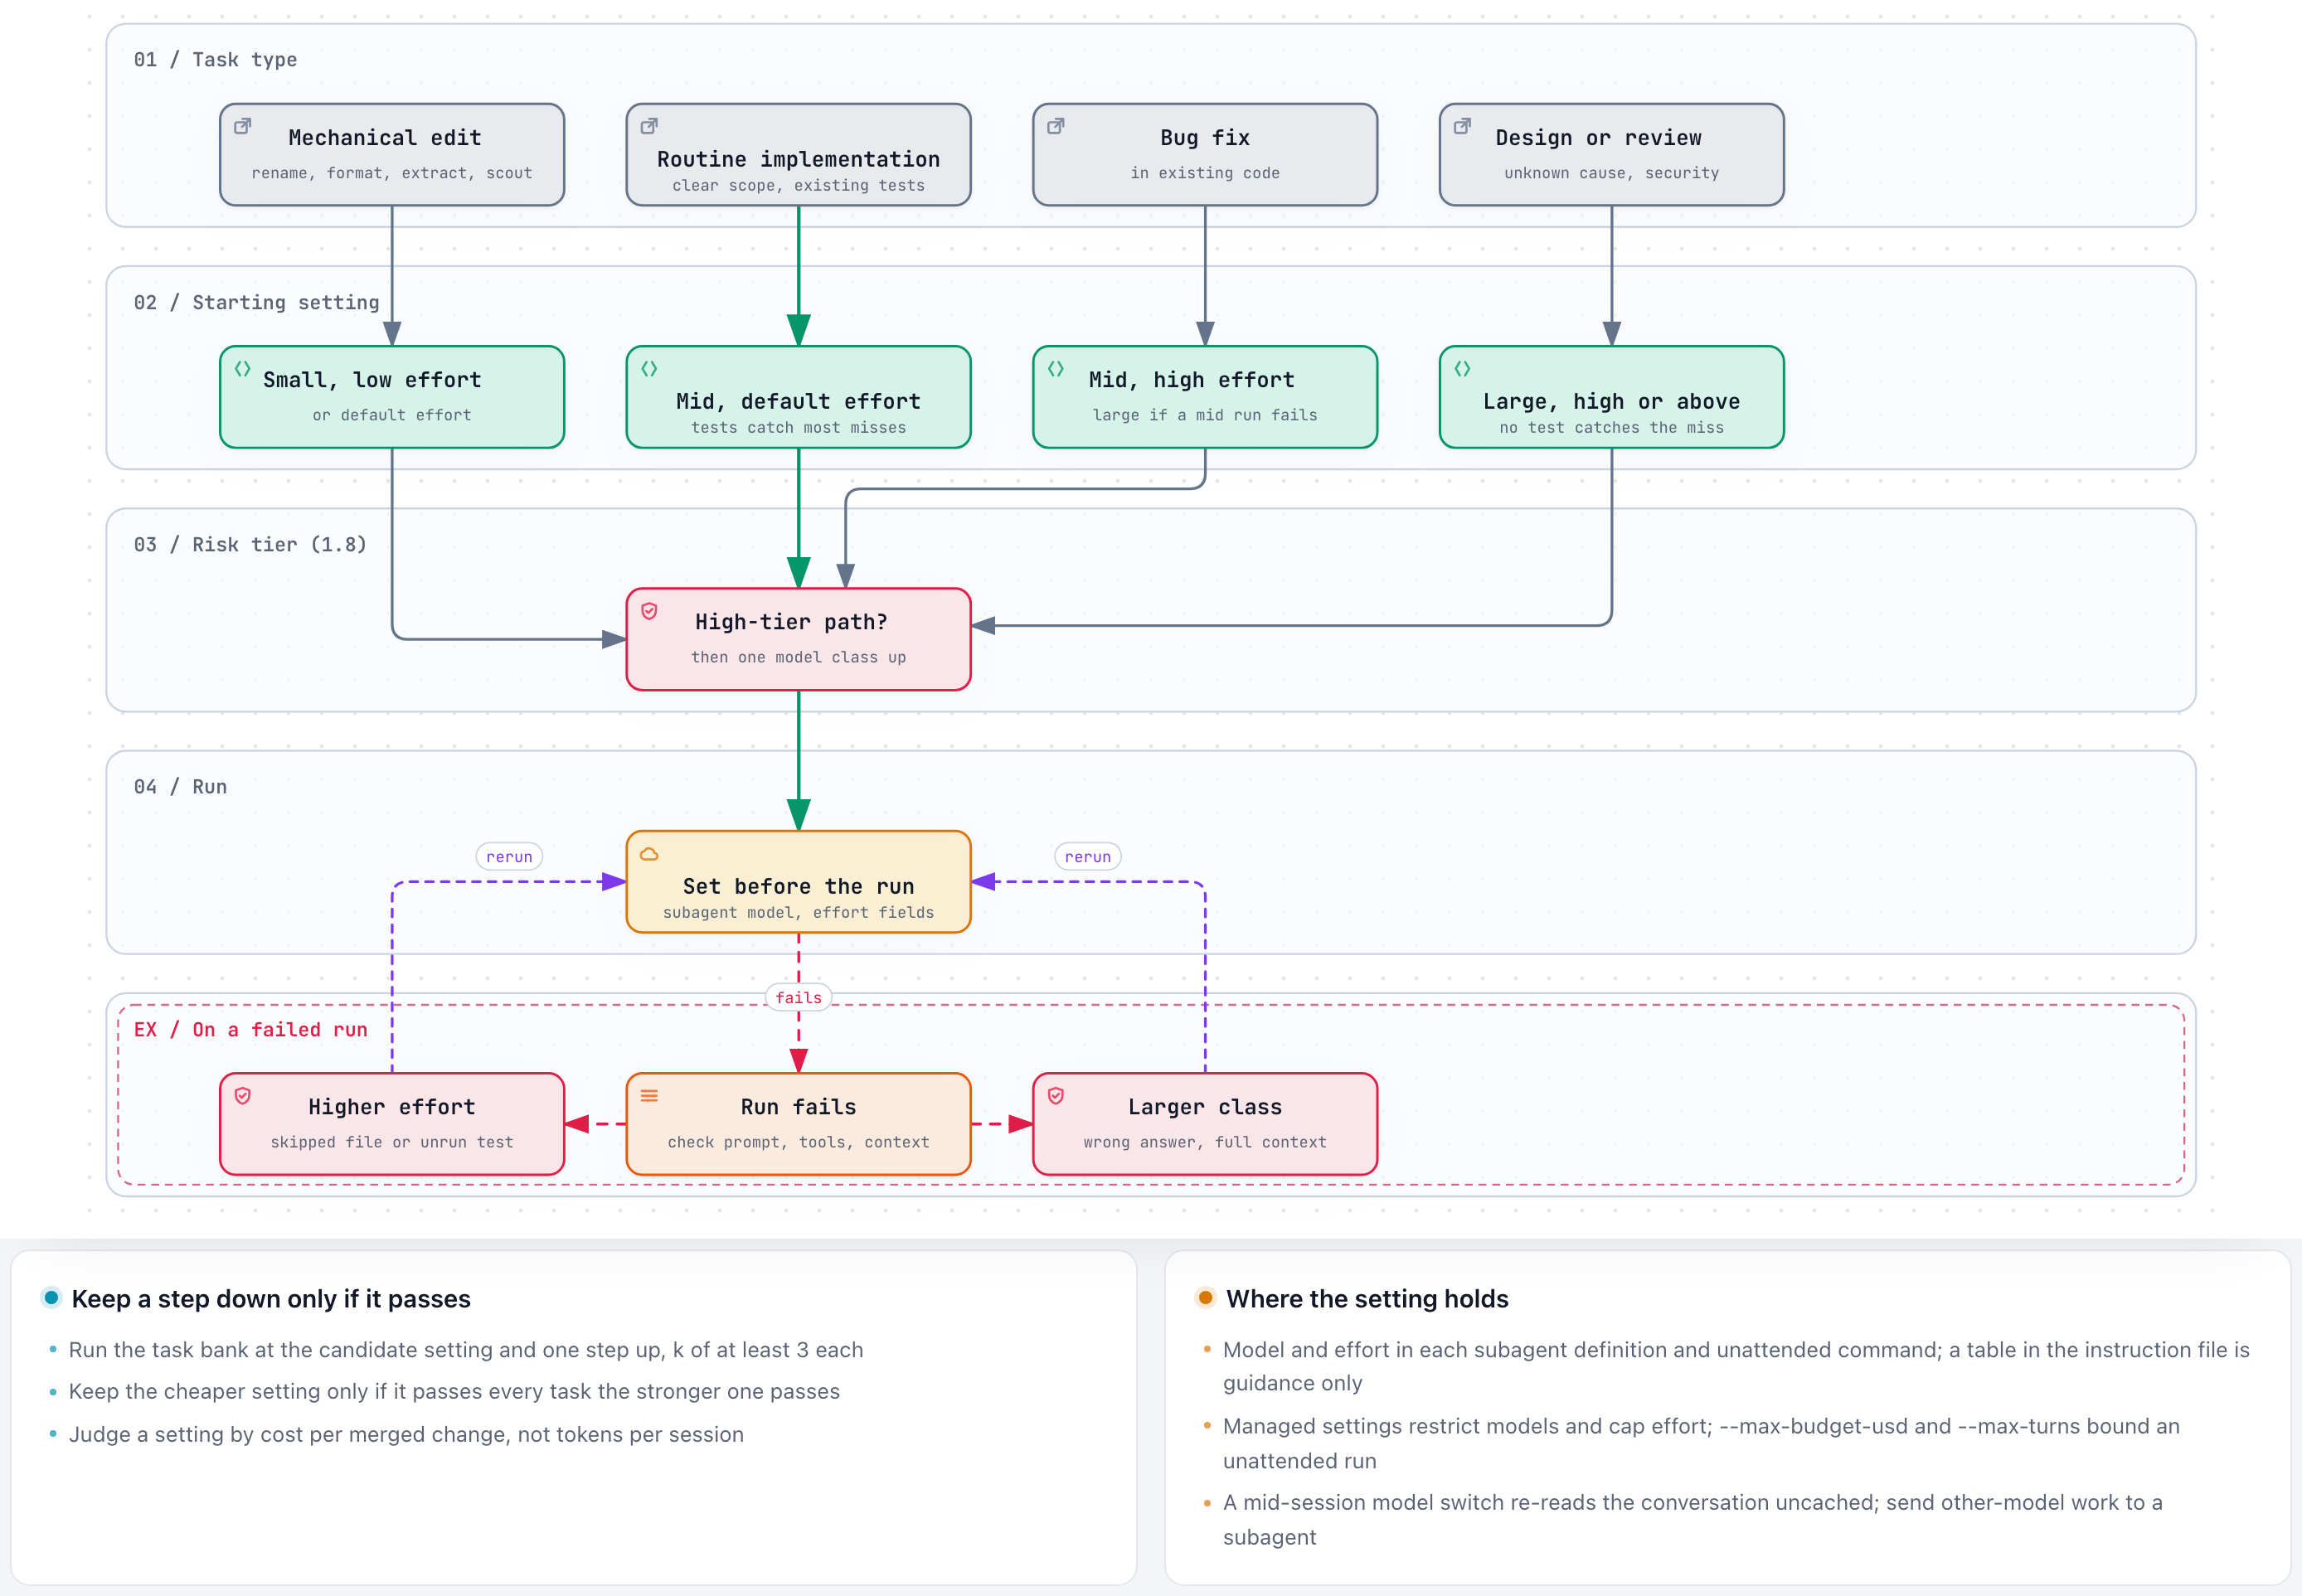 01 / Task type
Mechanical edit
rename, format, extract, scout
Routine implementation
clear scope, existing tests
Bug fix
in existing code
Design or review
unknown cause, security
02 / Starting setting
Small, low effort
or default effort
Mid, default effort
tests catch most misses
Mid, high effort
large if a mid run fails
Large, high or above
no test catches the miss
03 / Risk tier (1.8)
High-tier path?
then one model class up
04 / Run
rerun
rerun
Set before the run
subagent model, effort fields
fails
EX / On a failed run
Higher effort
skipped file or unrun test
Run fails
check prompt, tools, context
Larger class
wrong answer, full context
Keep a step down only if it passes
Run the task bank at the candidate setting and one step up, k of at least 3 each
Keep the cheaper setting only if it passes every task the stronger one passes
Judge a setting by cost per merged change, not tokens per session
Where the setting holds
Model and effort in each subagent definition and unattended command; a table in the instruction file is
guidance only
Managed settings restrict models and cap effort; --max-budget-usd and --max-turns bound an
unattended run
A mid-session model switch re-reads the conversation uncached; send other-model work to a
subagent